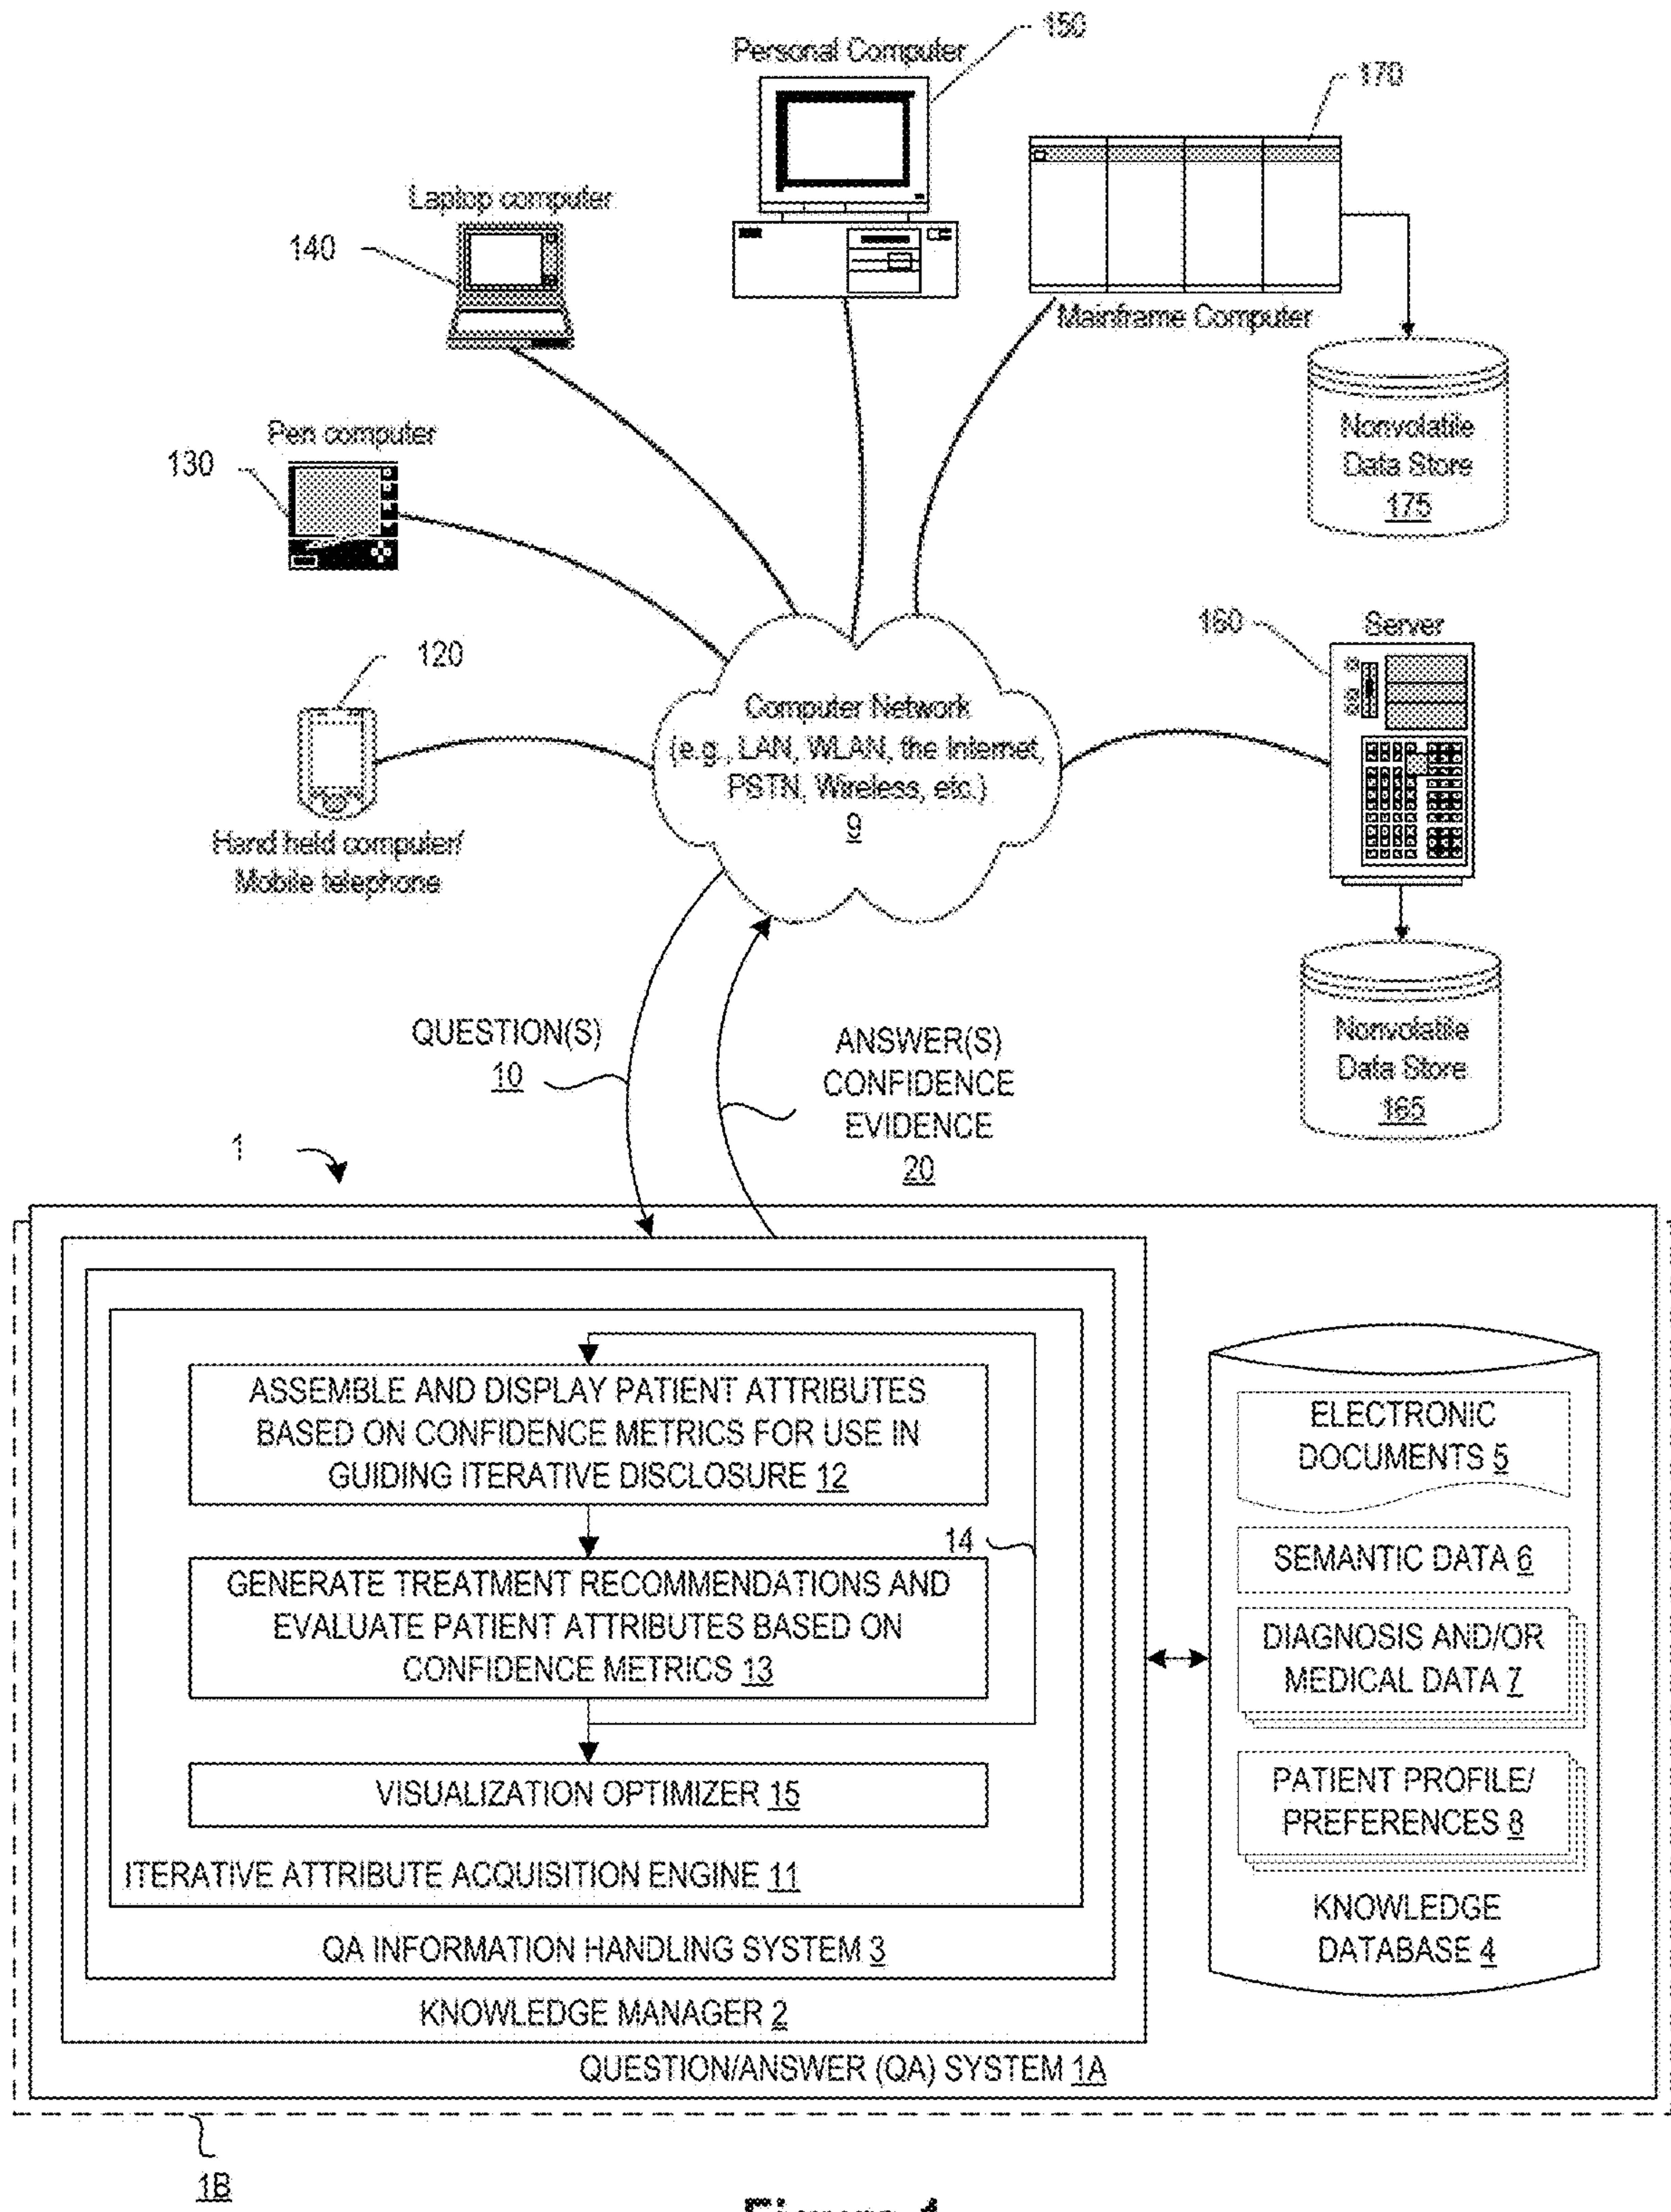 150
Personal Computer
170
Laptop computer
140
Mainframe Computer
Nonvolatile
Data Store
175
Pen computer
130
160
Server
120
Computer Network
(e.g., LAN, WLAN, the Internet,
PSTN, Wireless, etc.)
9
Hand held computer/
Mobile telephone
Nonvolatile
Data Store
165
QUESTION(S)
10
ANSWER(S)
CONFIDENCE
EVIDENCE
20
1
ASSEMBLE AND DISPLAY PATIENT ATTRIBUTES
BASED ON CONFIDENCE METRICS FOR USE IN
GUIDING ITERATIVE DISCLOSURE 12
14
GENERATE TREATMENT RECOMMENDATIONS AND
EVALUATE PATIENT ATTRIBUTES BASED ON
CONFIDENCE METRICS 13
VISUALIZATION OPTIMIZER 15
ITERATIVE ATTRIBUTE ACQUISITION ENGINE 11
QA INFORMATION HANDLING SYSTEM 3
KNOWLEDGE MANAGER 2
ELECTRONIC
DOCUMENTS 5
SEMANTIC DATA 6
DIAGNOSIS AND/OR
MEDICAL DATA 7
PATIENT PROFILE/
PREFERENCES 8
KNOWLEDGE
DATABASE 4
QUESTION/ANSWER (QA) SYSTEM 1A
1B